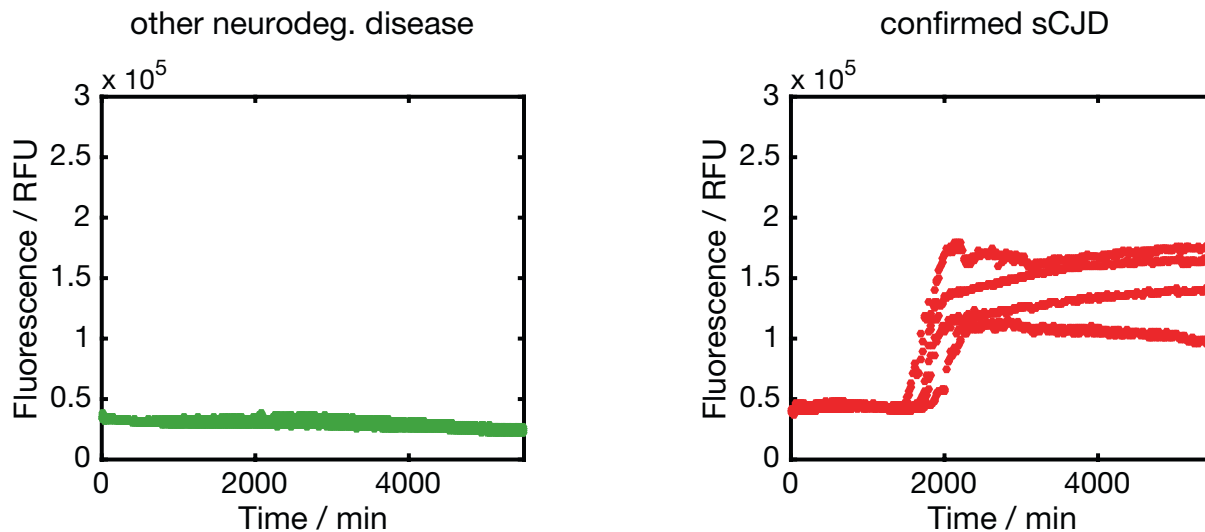 other neurodeg. disease
x 10^5
3
2.5
2
1.5
1
0.5
0
Fluorescence / RFU
0 2000 4000
Time / min
confirmed sCJD
x 10^5
3
2.5
2
1.5
1
0.5
0
Fluorescence / RFU
0 2000 4000
Time / min